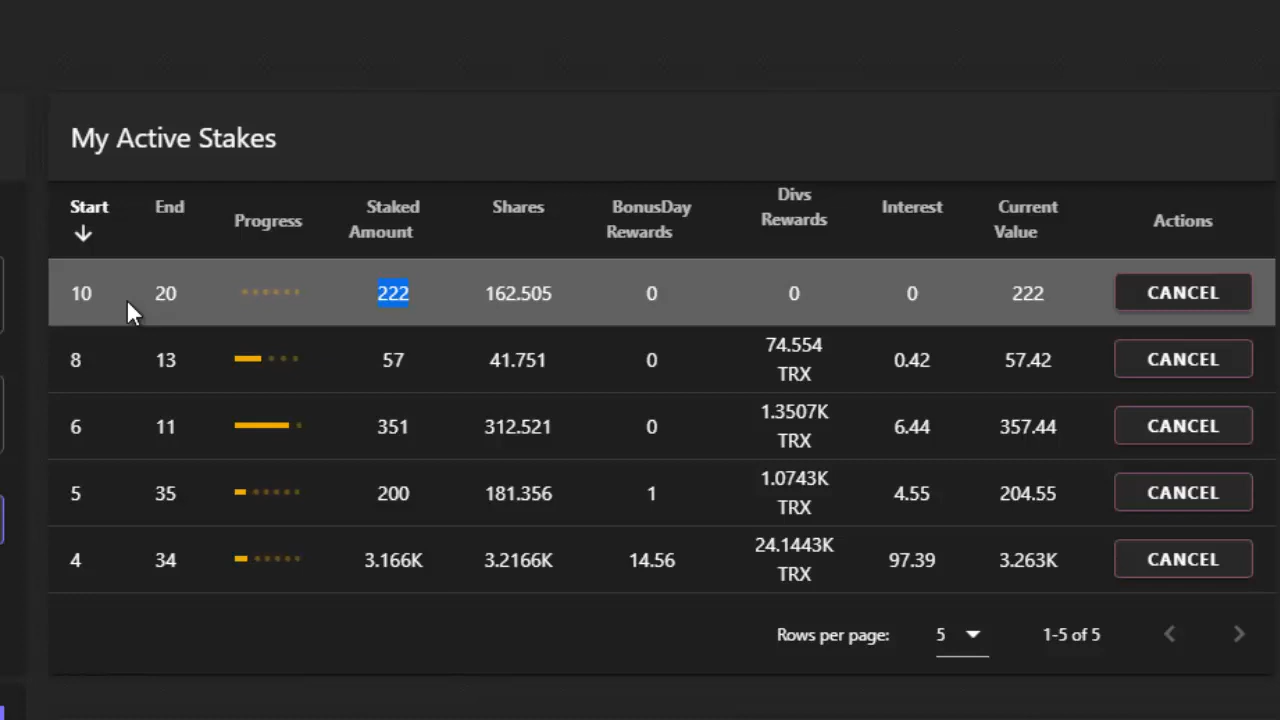 My Active Stakes
Start End Progress Staked Amount Shares BonusDay Rewards Divs Rewards Interest Current Value Actions
10 20 222 162.505 0 0 0 222 CANCEL
8 13 57 41.751 0 74.554 TRX 0.42 57.42 CANCEL
6 11 351 312.521 0 1.3507K TRX 6.44 357.44 CANCEL
5 35 200 181.356 1 1.0743K TRX 4.55 204.55 CANCEL
4 34 3.166K 3.2166K 14.56 24.1443K TRX 97.39 3.263K CANCEL
Rows per page: 5 1-5 of 5